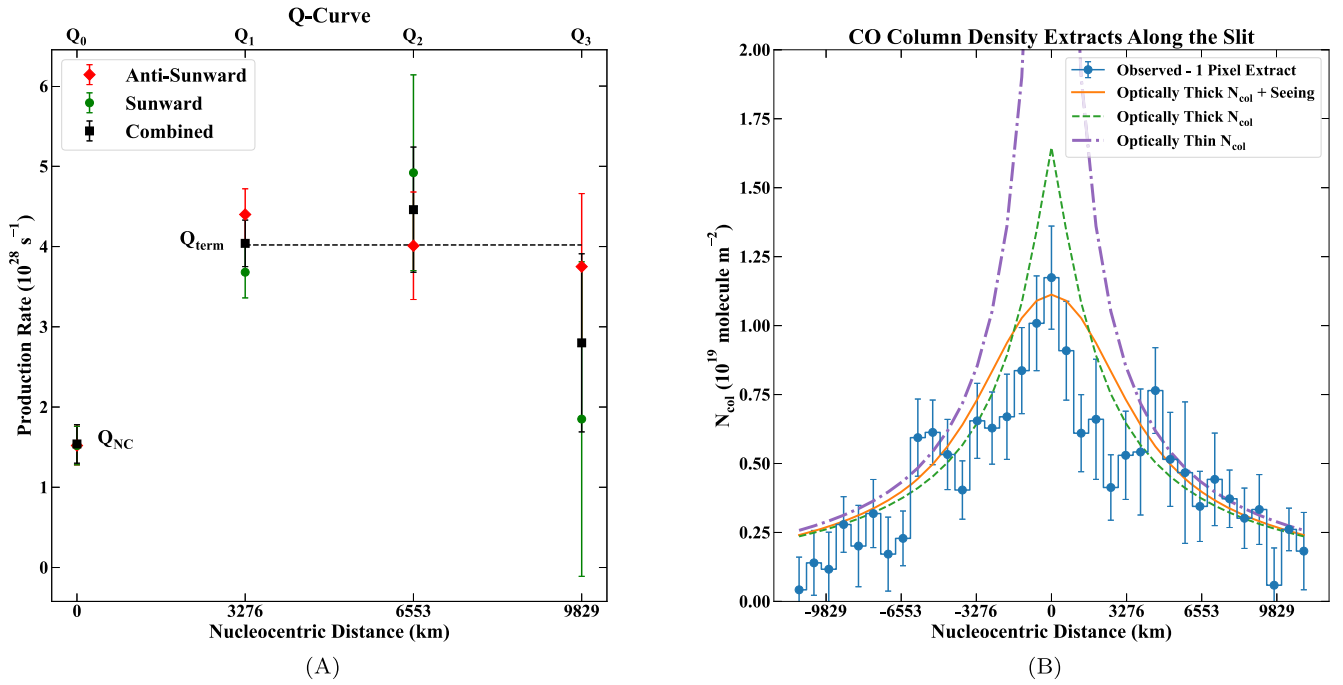 Q-Curve
Q0 Q1 Q2 Q3
Anti-Sunward
Sunward
Combined
Qterm
QNC
6
5
4
3
2
1
0
Production Rate (10^28 s^−1)
0 3276 6553 9829
Nucleocentric Distance (km)
(A)
CO Column Density Extracts Along the Slit
Observed - 1 Pixel Extract
Optically Thick Ncol + Seeing
Optically Thick Ncol
Optically Thin Ncol
2.00
1.75
1.50
1.25
1.00
0.75
0.50
0.25
0.00
Ncol (10^19 molecule m^−2)
-9829 -6553 -3276 0 3276 6553 9829
Nucleocentric Distance (km)
(B)